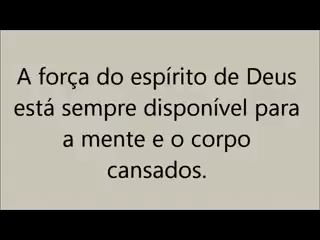 A força do espírito de Deus
está sempre disponível para
a mente e o corpo
cansados.